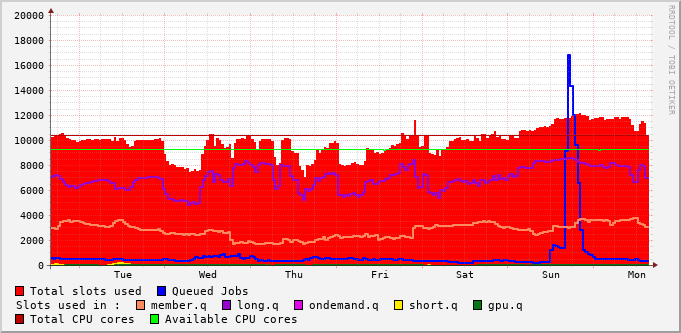 RRDTOOL / TOBI OETIKER
20000
18000
16000
14000
12000
10000
8000
6000
4000
2000
0
Tue Wed Thu Fri Sat Sun Mon
Total slots used Queued Jobs
Slots used in : member.q long.q ondemand.q short.q gpu.q
Total CPU cores Available CPU cores